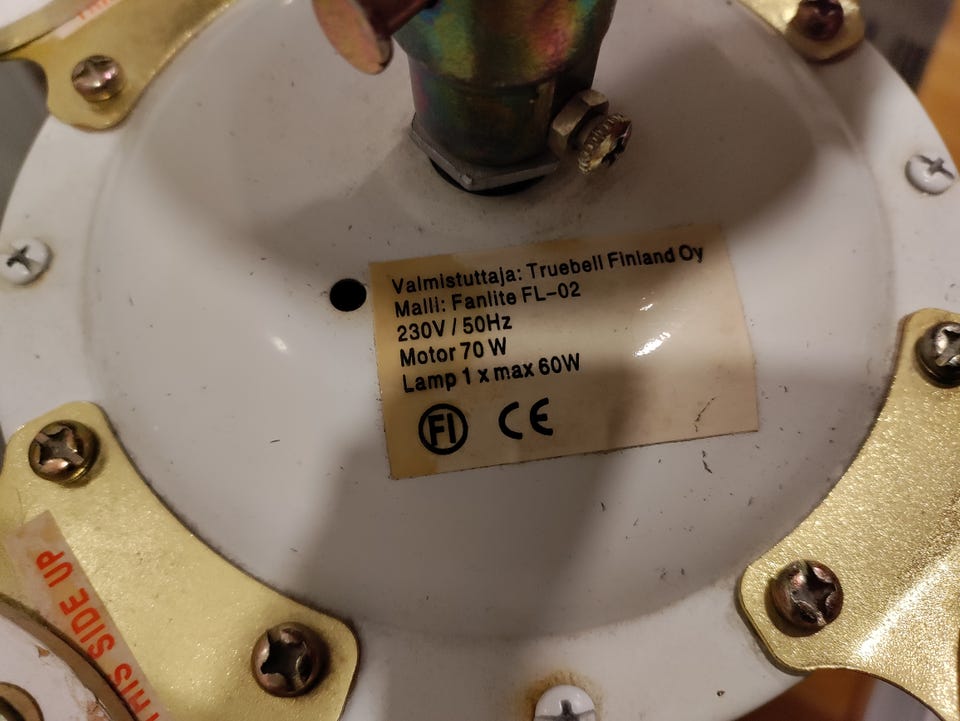 Valmistuttaja: Truebell Finland Oy
Malli: Fanlite FL-02
230V / 50Hz
Motor 70 W
Lamp 1 x max 60W
FI CE
THIS SIDE UP